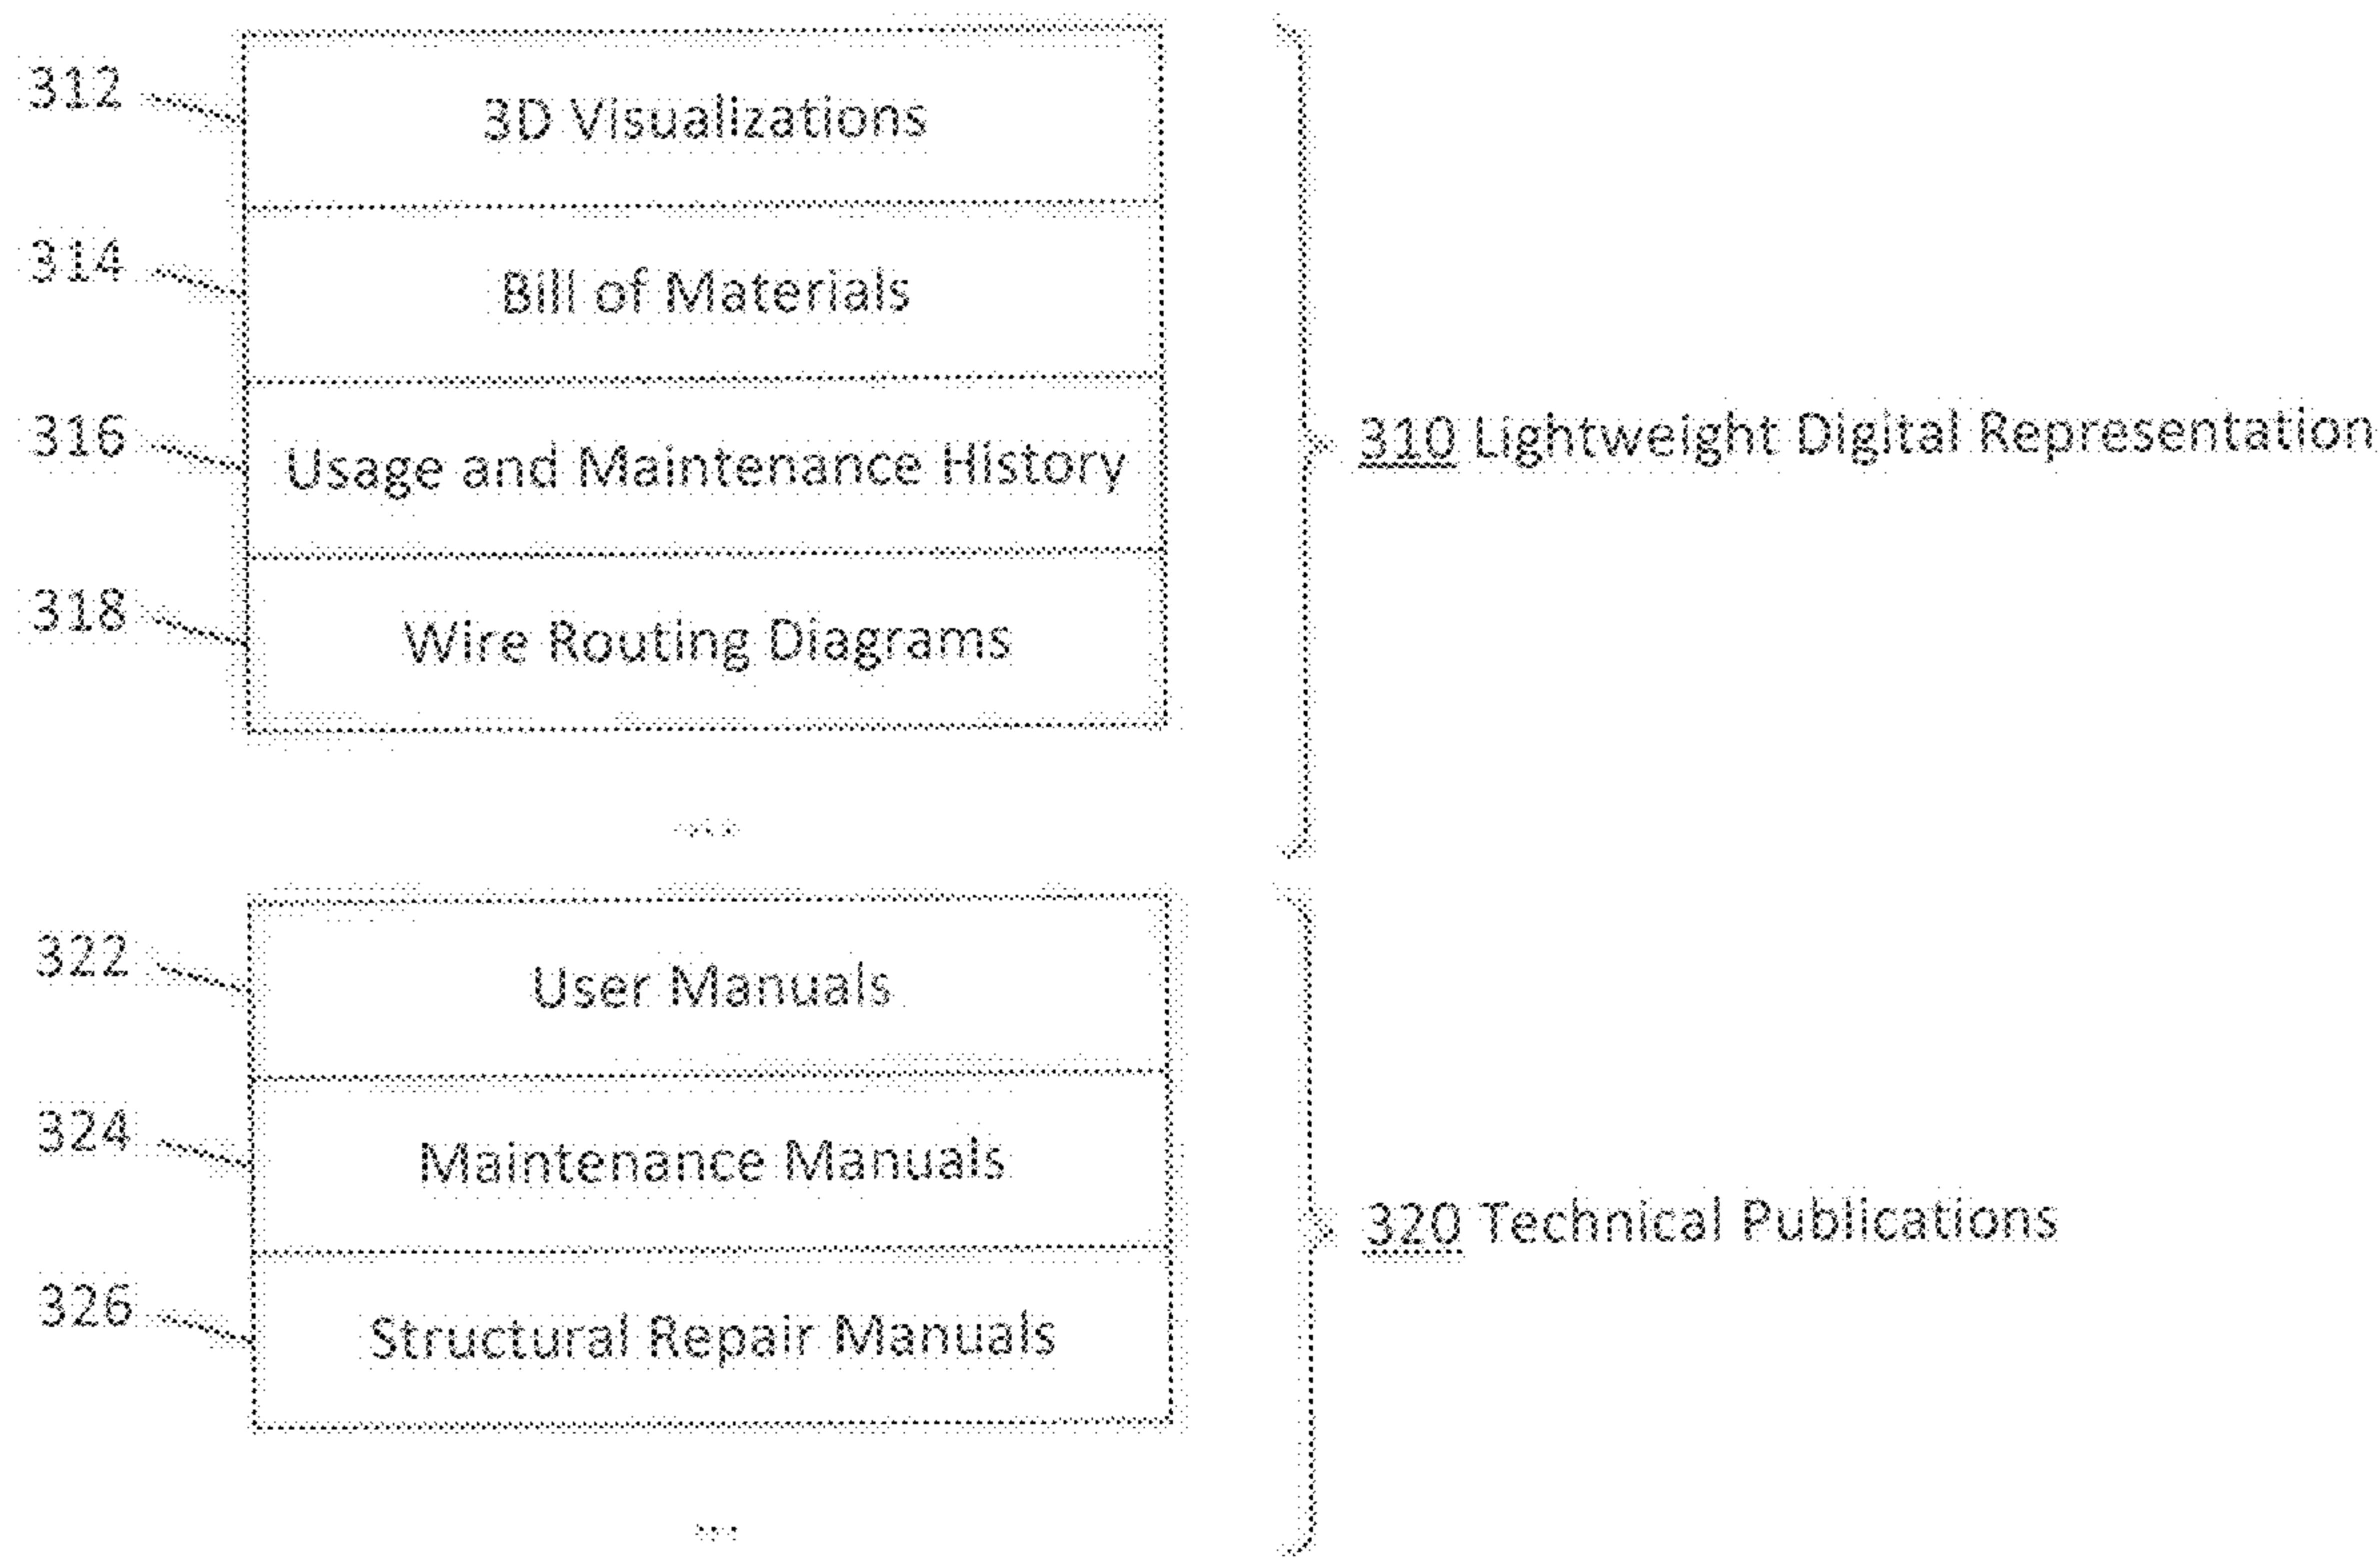 312
3D Visualizations
314
Bill of Materials
316
Usage and Maintenance History
310 Lightweight Digital Representation
318
Wire Routing Diagrams
...
322
User Manuals
324
Maintenance Manuals
320 Technical Publications
326
Structural Repair Manuals
...